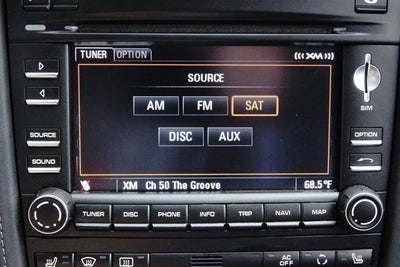 TUNER OPTION
((XM))
SOURCE
AM FM SAT
DISC AUX
XM Ch 50 The Groove 68.5°F
SOURCE
SOUND
SIM
OPTION
TUNER DISC PHONE INFO TRIP NAVI MAP
AC OFF